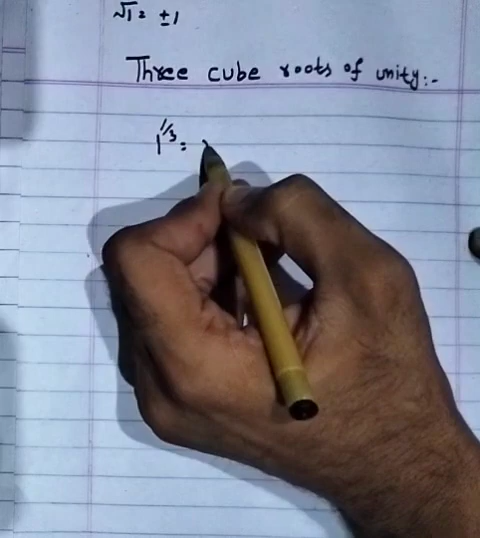 √1 = ±1
Three cube roots of unity:-
1^1/3 =